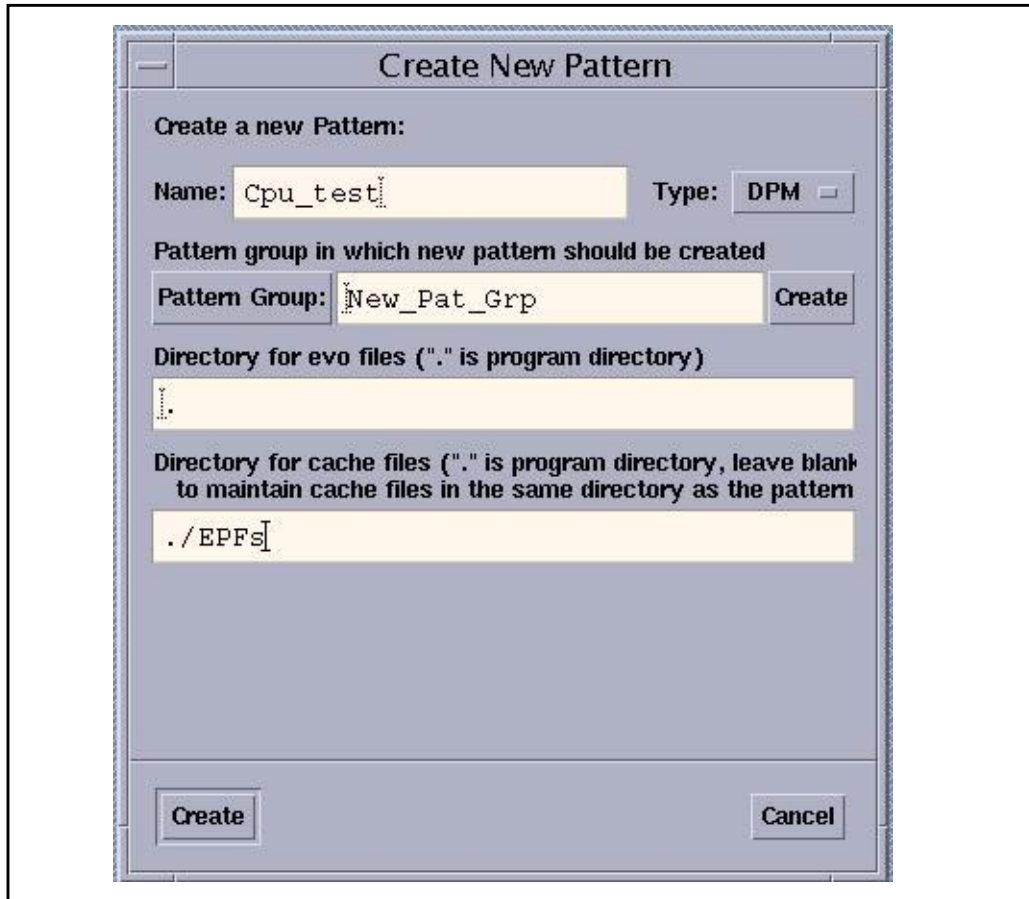 Create New Pattern
Create a new Pattern:
Name: Cpu_test Type: DPM
Pattern group in which new pattern should be created
Pattern Group: New_Pat_Grp Create
Directory for evo files ("." is program directory)
.
Directory for cache files ("." is program directory, leave blank
to maintain cache files in the same directory as the pattern
./EPFs
Create Cancel